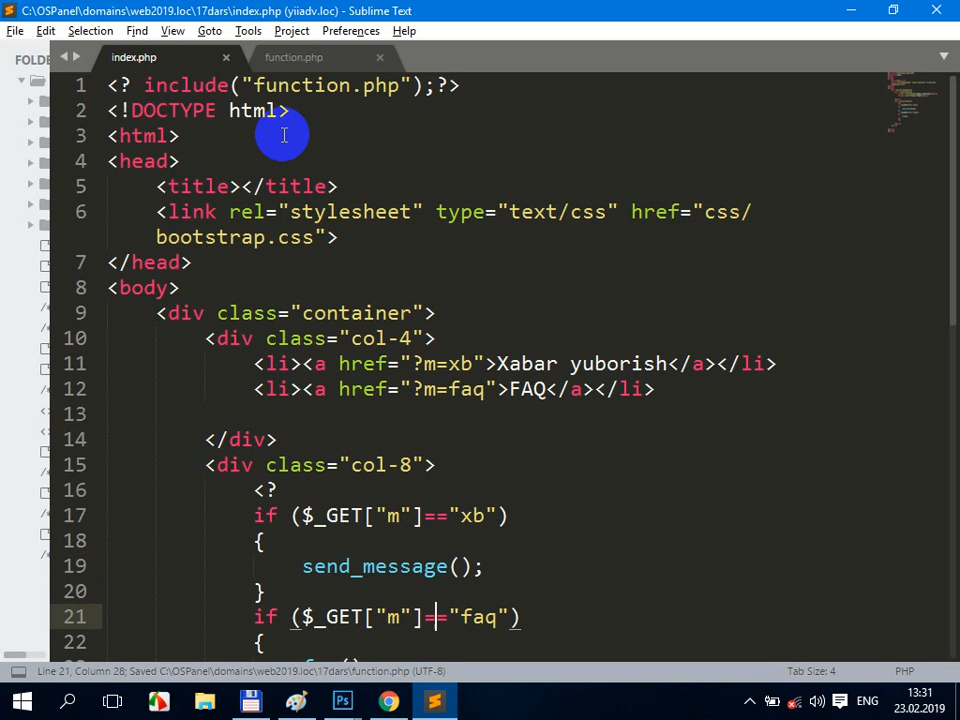 C:\OSPanel\domains\web2019.loc\17dars\index.php (yiiadv.loc) - Sublime Text
File Edit Selection Find View Goto Tools Project Preferences Help
FOLDE
index.php × function.php ×
1 <? include("function.php");?>
2 <!DOCTYPE html>
3 <html>
4 <head>
5 <title></title>
6 <link rel="stylesheet" type="text/css" href="css/
bootstrap.css">
7 </head>
8 <body>
9 <div class="container">
10 <div class="col-4">
11 <li><a href="?m=xb">Xabar yuborish</a></li>
12 <li><a href="?m=faq">FAQ</a></li>
13
14 </div>
15 <div class="col-8">
16 <?
17 if ($_GET["m"]=="xb")
18 {
19 send_message();
20 }
21 if ($_GET["m"]=="faq")
22 {
Line 21, Column 28; Saved C:\OSPanel\domains\web2019.loc\17dars\function.php (UTF-8) Tab Size: 4 PHP
Ps ENG 13:31
23.02.2019